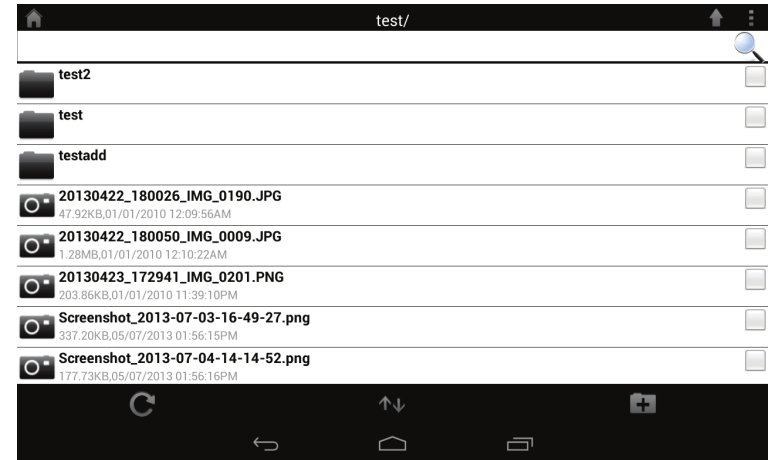 test/
test2
test
testadd
20130422_180026_IMG_0190.JPG
47.92KB,01/01/2010 12:09:56AM
20130422_180050_IMG_0009.JPG
1.28MB,01/01/2010 12:10:22AM
20130423_172941_IMG_0201.PNG
203.86KB,01/01/2010 11:39:10PM
Screenshot_2013-07-03-16-49-27.png
337.20KB,05/07/2013 01:56:15PM
Screenshot_2013-07-04-14-14-52.png
177.73KB,05/07/2013 01:56:16PM